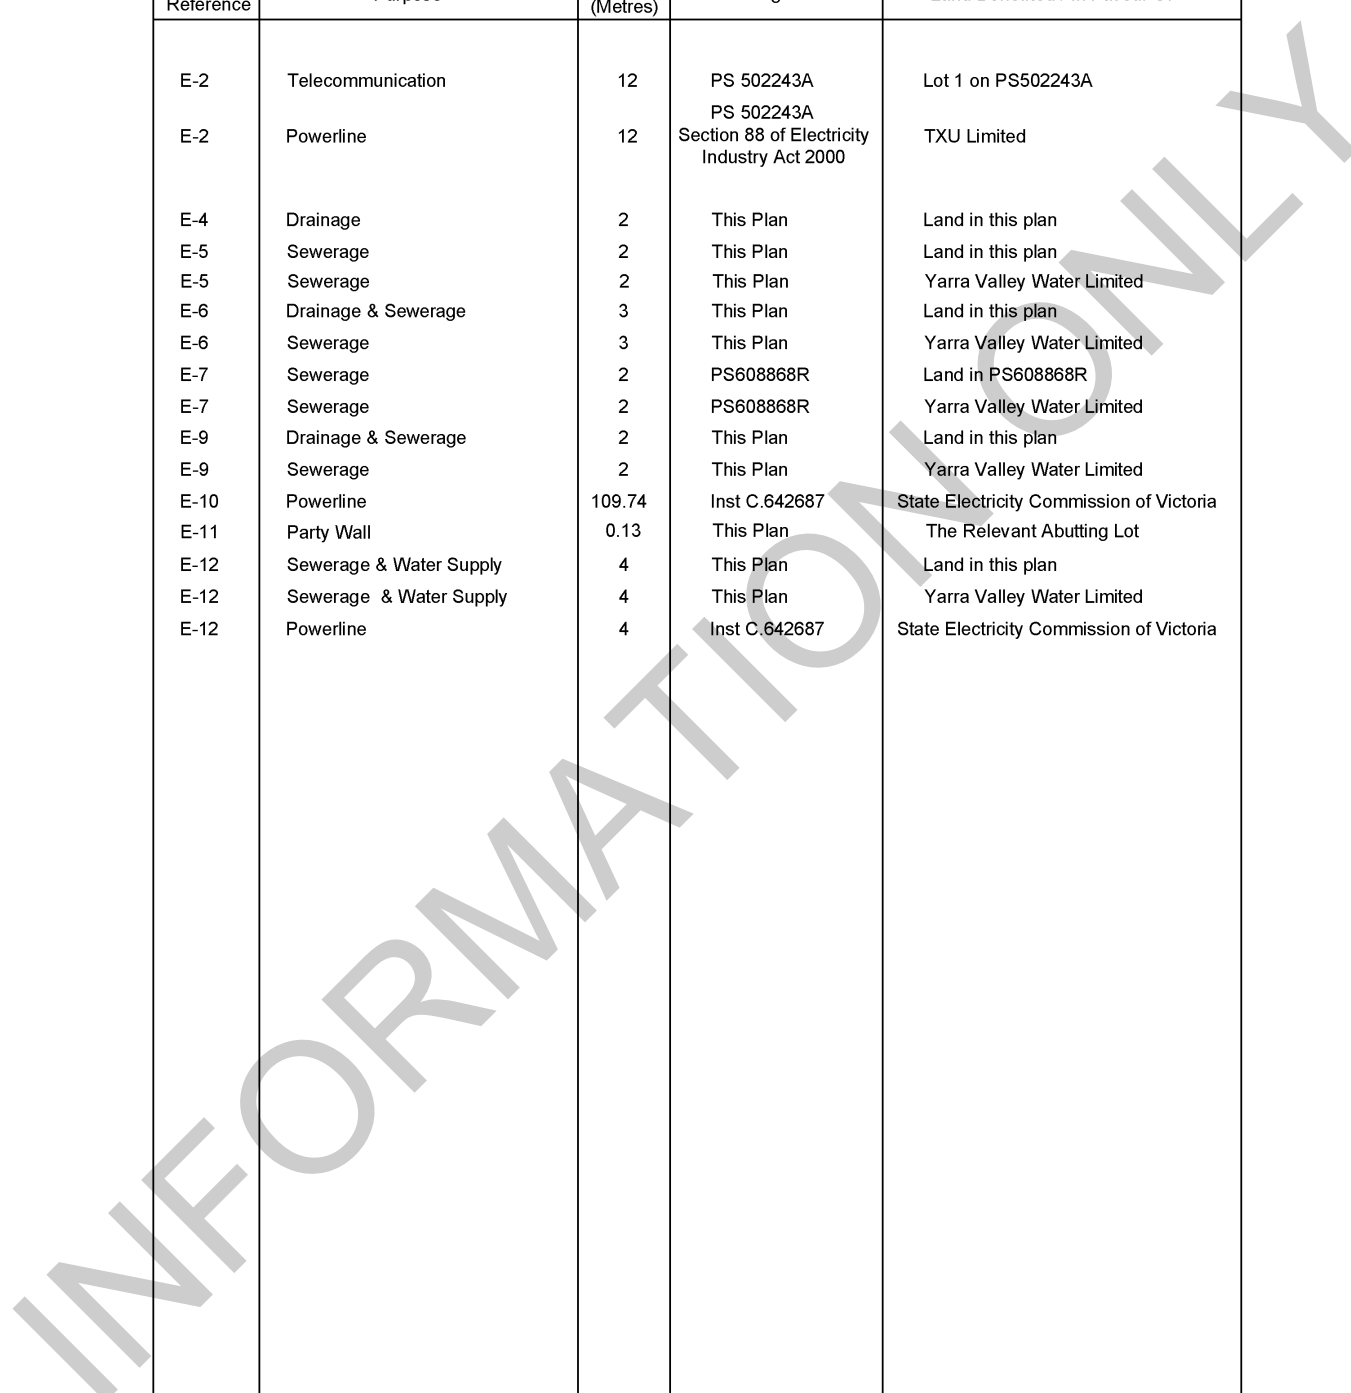 Reference Purpose (Metres)
E-2 Telecommunication 12 PS 502243A Lot 1 on PS502243A
PS 502243A
E-2 Powerline 12 Section 88 of Electricity TXU Limited
Industry Act 2000
E-4 Drainage 2 This Plan Land in this plan
E-5 Sewerage 2 This Plan Land in this plan
E-5 Sewerage 2 This Plan Yarra Valley Water Limited
E-6 Drainage & Sewerage 3 This Plan Land in this plan
E-6 Sewerage 3 This Plan Yarra Valley Water Limited
E-7 Sewerage 2 PS608868R Land in PS608868R
E-7 Sewerage 2 PS608868R Yarra Valley Water Limited
E-9 Drainage & Sewerage 2 This Plan Land in this plan
E-9 Sewerage 2 This Plan Yarra Valley Water Limited
E-10 Powerline 109.74 Inst C.642687 State Electricity Commission of Victoria
E-11 Party Wall 0.13 This Plan The Relevant Abutting Lot
E-12 Sewerage & Water Supply 4 This Plan Land in this plan
E-12 Sewerage & Water Supply 4 This Plan Yarra Valley Water Limited
E-12 Powerline 4 Inst C.642687 State Electricity Commission of Victoria
INFORMATION ONLY